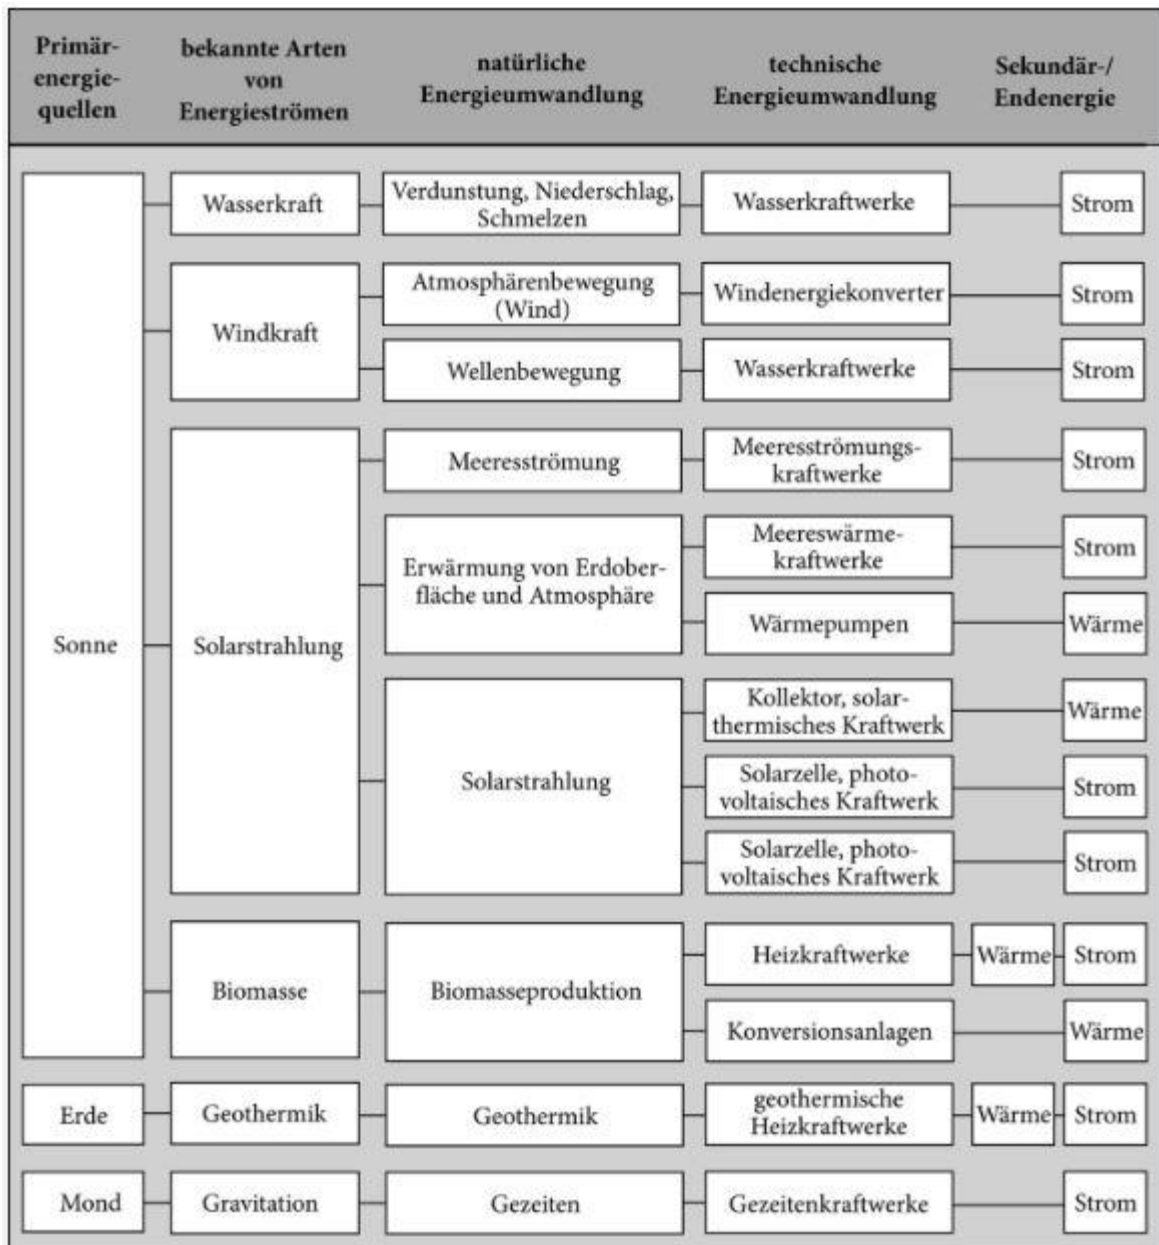 Primär-
energie-
quellen
bekannte Arten
von
Energieströmen
natürliche
Energieumwandlung
technische
Energieumwandlung
Sekundär-/
Endenergie
Sonne
Wasserkraft
Verdunstung, Niederschlag,
Schmelzen
Wasserkraftwerke
Strom
Windkraft
Atmosphärenbewegung
(Wind)
Windenergiekonverter
Strom
Wellenbewegung
Wasserkraftwerke
Strom
Solarstrahlung
Meeresströmung
Meeresströmungs-
kraftwerke
Strom
Erwärmung von Erdober-
fläche und Atmosphäre
Meereswärme-
kraftwerke
Strom
Wärmepumpen
Wärme
Solarstrahlung
Kollektor, solar-
thermisches Kraftwerk
Wärme
Solarzelle, photo-
voltaisches Kraftwerk
Strom
Solarzelle, photo-
voltaisches Kraftwerk
Strom
Biomasse
Biomasseproduktion
Heizkraftwerke
Wärme
Strom
Konversionsanlagen
Wärme
Erde
Geothermik
Geothermik
geothermische
Heizkraftwerke
Wärme
Strom
Mond
Gravitation
Gezeiten
Gezeitenkraftwerke
Strom